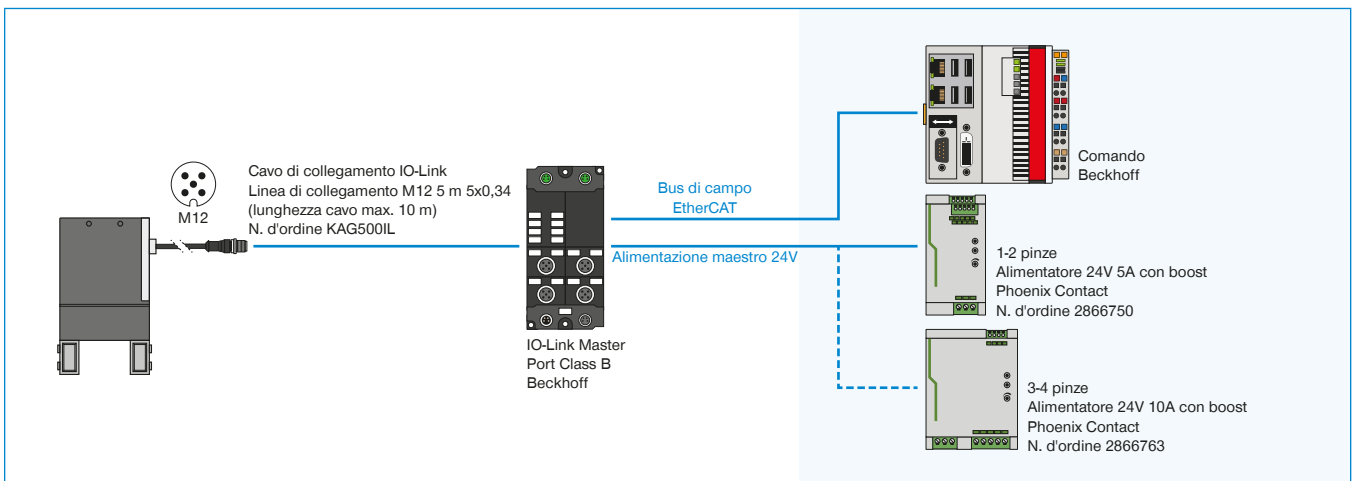 M12
Cavo di collegamento IO-Link
Linea di collegamento M12 5 m 5x0,34
(lunghezza cavo max. 10 m)
N. d'ordine KAG500IL
IO-Link Master
Port Class B
Beckhoff
Bus di campo
EtherCAT
Alimentazione maestro 24V
Comando
Beckhoff
1-2 pinze
Alimentatore 24V 5A con boost
Phoenix Contact
N. d'ordine 2866750
3-4 pinze
Alimentatore 24V 10A con boost
Phoenix Contact
N. d'ordine 2866763